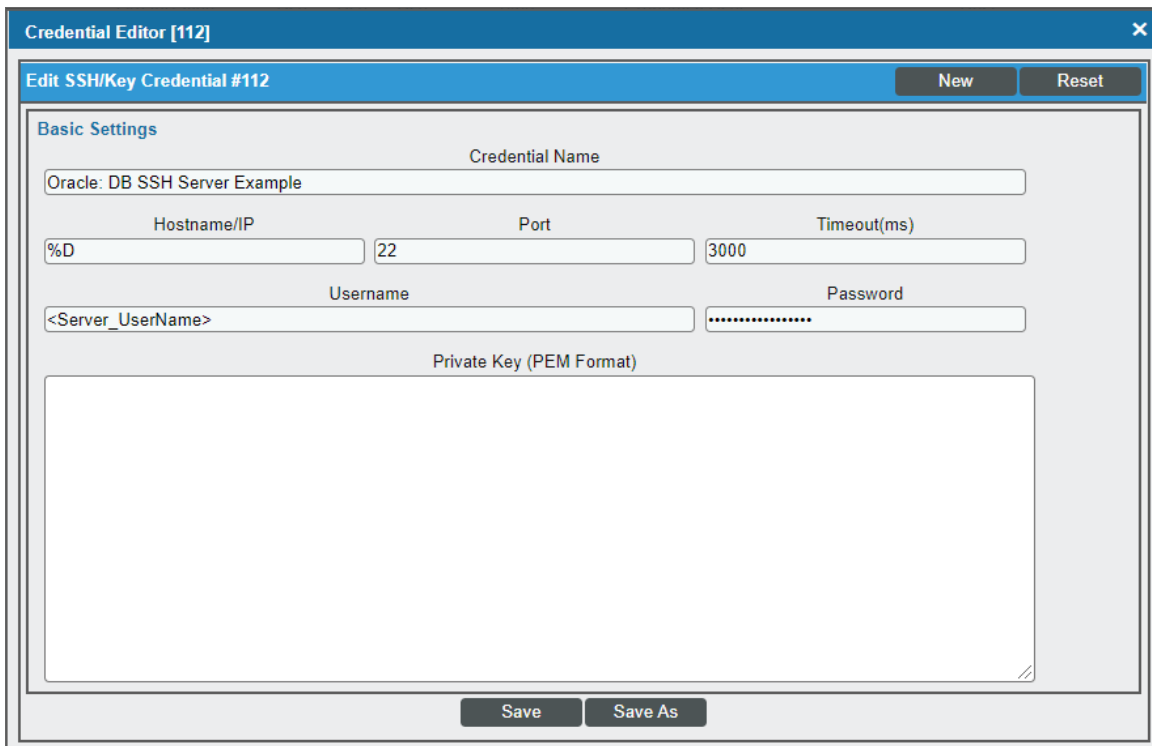 Credential Editor [112]
Edit SSH/Key Credential #112 New Reset
Basic Settings
Credential Name
Oracle: DB SSH Server Example
Hostname/IP Port Timeout(ms)
%D 22 3000
Username Password
<Server_UserName> •••••••••••••••••
Private Key (PEM Format)
Save Save As